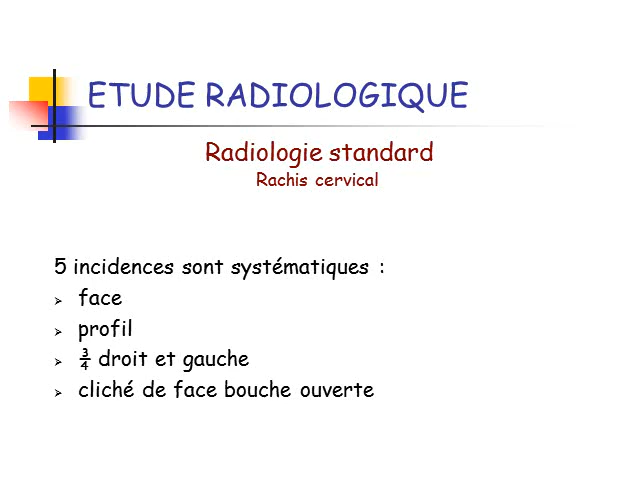 ETUDE RADIOLOGIQUE
Radiologie standard
Rachis cervical
5 incidences sont systématiques :
➢ face
➢ profil
➢ ¾ droit et gauche
➢ cliché de face bouche ouverte